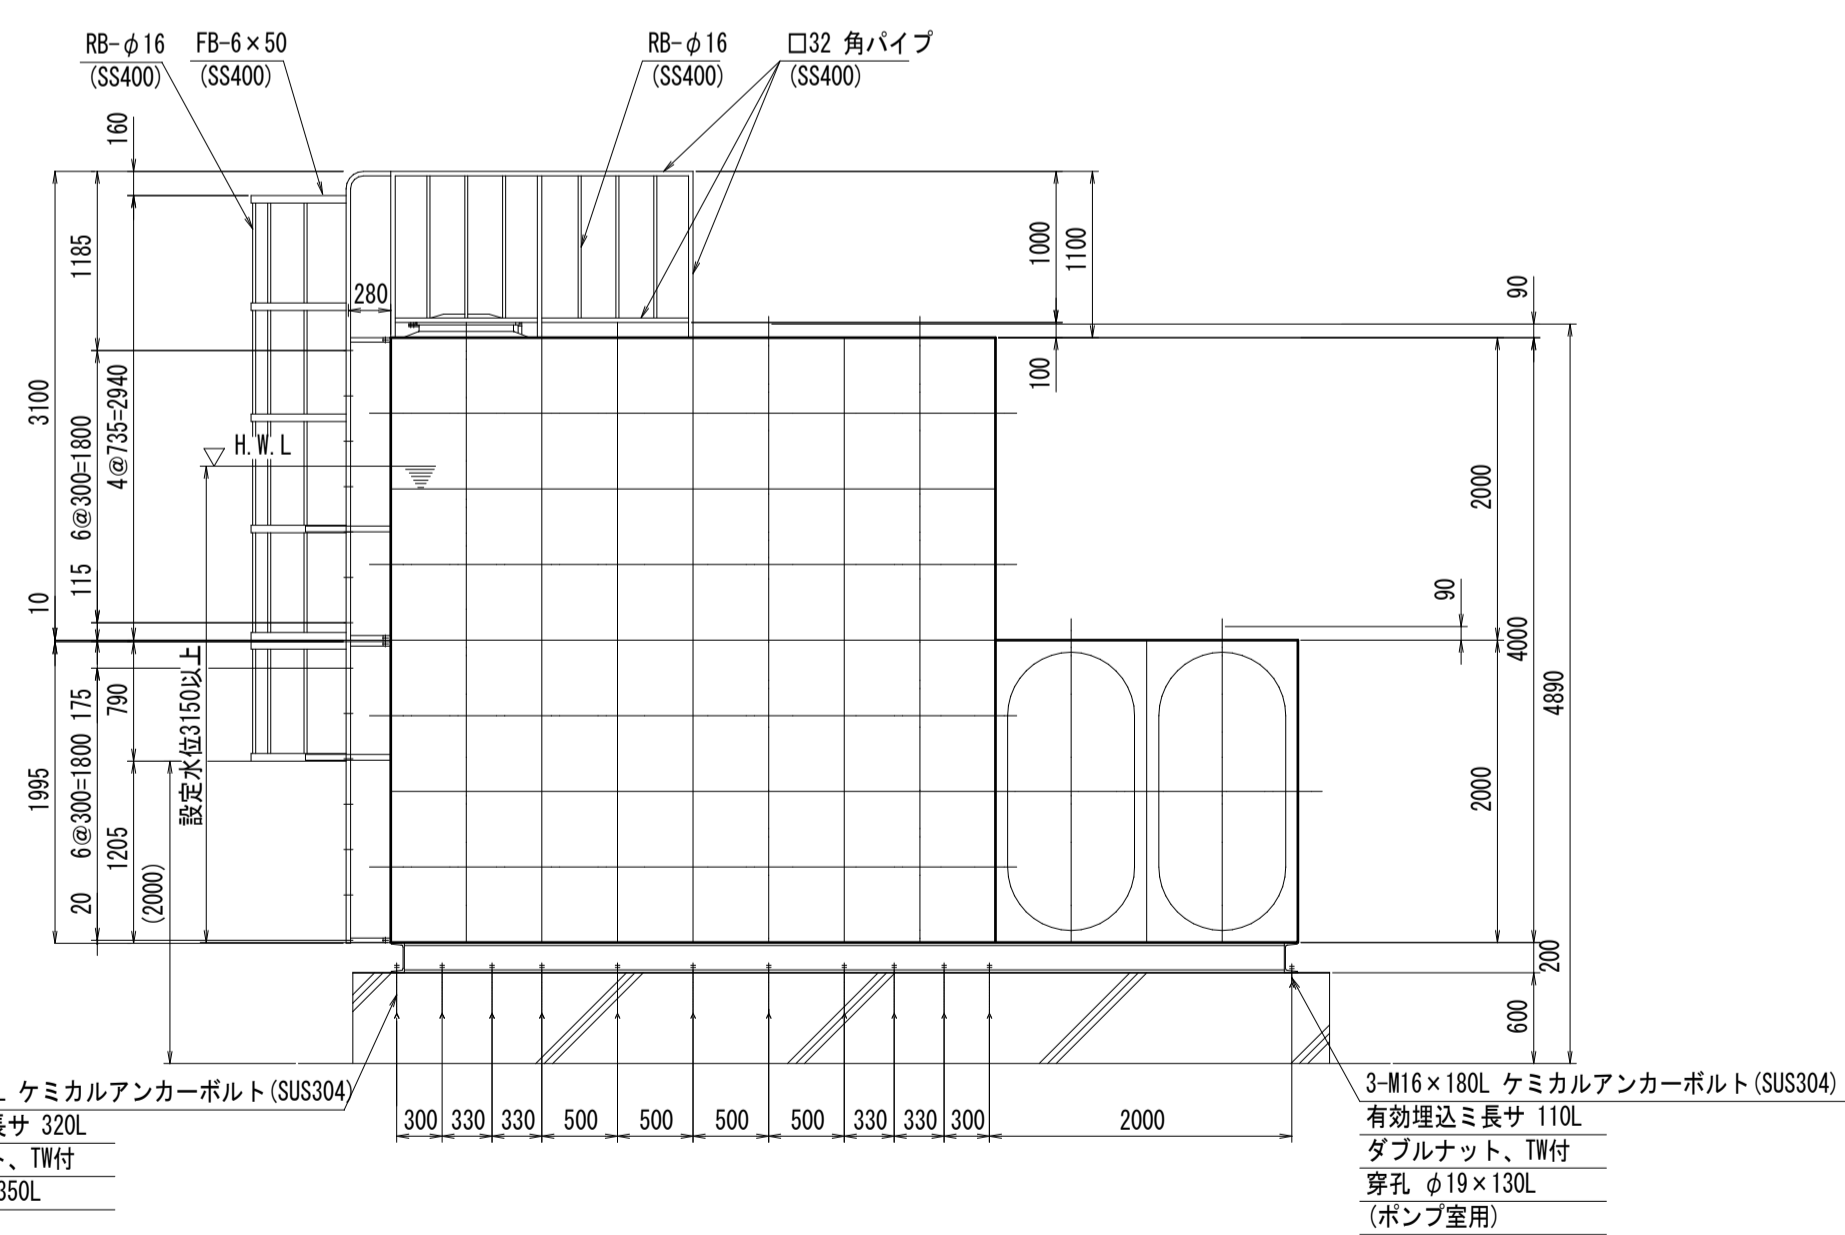 RB-φ16
(SS400)
FB-6×50
(SS400)
RB-φ16
(SS400)
□32 角パイプ
(SS400)
160
3100
10
1995
1185
6@300=1800
115
175
6@300=1800
20
4@735=2940
790
1205
(2000)
280
H.W.L
設定水位3150以上
1000
1100
100
90
2000
90
2000
4000
4890
200
600
300
330
330
500
500
500
500
330
330
300
2000
L ケミカルアンカーボルト(SUS304)
サ 320L
、TW付
350L
3-M16×180L ケミカルアンカーボルト(SUS304)
有効埋込ミ長サ 110L
ダブルナット、TW付
穿孔 φ19×130L
(ポンプ室用)